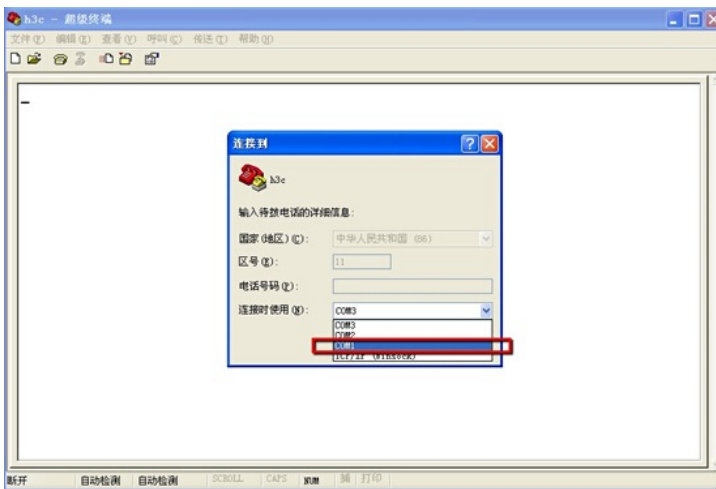 h3c - 超级终端
文件(F) 编辑(E) 查看(V) 呼叫(C) 传送(T) 帮助(H)
连接到
h3c
输入待拨电话的详细信息:
国家(地区)(C): 中华人民共和国 (86)
区号(E): 11
电话号码(P):
连接时使用(N): COM3
COM3
COM2
COM1
TCP/IP (Winsock)
断开 自动检测 自动检测 SCROLL CAPS NUM 捕 打印